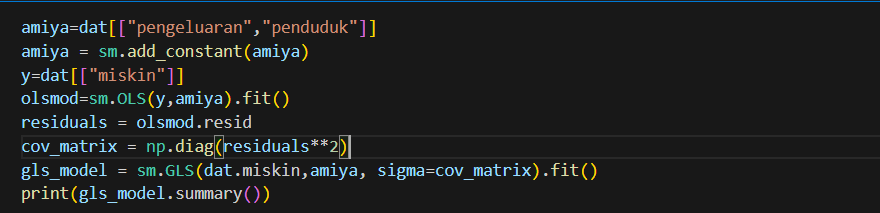 amiya=dat[["pengeluaran","penduduk"]]
amiya = sm.add_constant(amiya)
y=dat[["miskin"]]
olsmod=sm.OLS(y,amiya).fit()
residuals = olsmod.resid
cov_matrix = np.diag(residuals**2)
gls_model = sm.GLS(dat.miskin,amiya, sigma=cov_matrix).fit()
print(gls_model.summary())